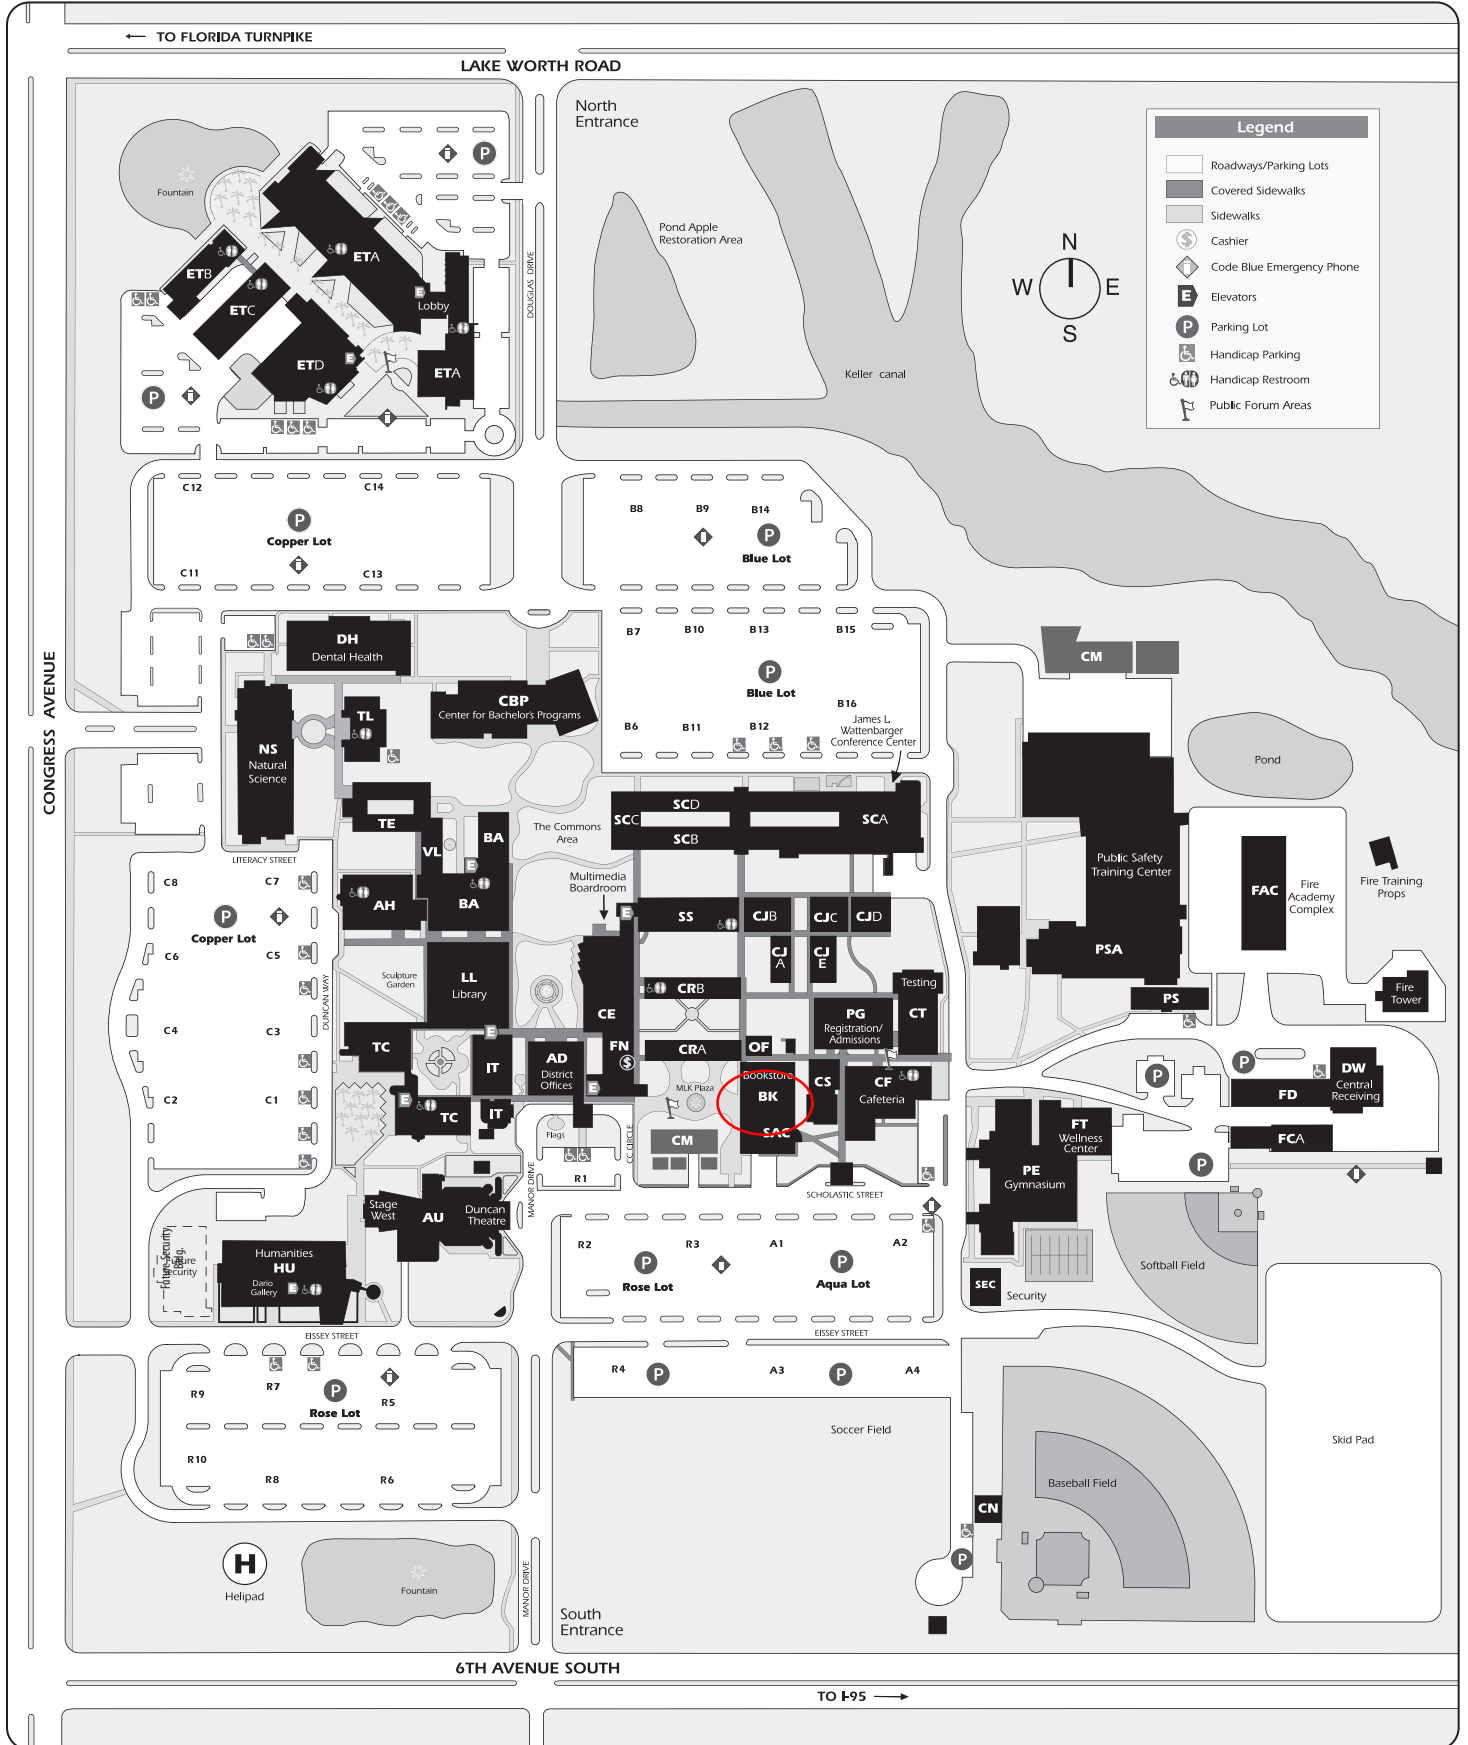 TO FLORIDA TURNPIKE
LAKE WORTH ROAD
North
Entrance
Legend
Roadways/Parking Lots
Covered Sidewalks
Sidewalks
$ Cashier
Code Blue Emergency Phone
E Elevators
P Parking Lot
Handicap Parking
Handicap Restroom
Public Forum Areas
N
W E
S
Fountain
P
ETA
ETB
ETC
E
Lobby
ETD
E
ETA
P
DOUGLAS DRIVE
Pond Apple
Restoration Area
Keller canal
C12
C14
P
Copper Lot
C11
C13
B8
B9
B14
P
Blue Lot
B7
B10
B13
B15
P
Blue Lot
B16
B6
B11
B12
James L.
Wattenbarger
Conference Center
CONGRESS AVENUE
DH
Dental Health
CBP
Center for Bachelor's Programs
TL
NS
Natural
Science
TE
VL
BA
E
BA
AH
LITERACY STREET
The Commons
Area
Multimedia
Boardroom
SCD
SCC
SCB
SCA
CM
Pond
Public Safety
Training Center
PSA
PS
FAC
Fire
Academy
Complex
Fire Training
Props
Fire
Tower
C8
C7
P
Copper Lot
C6
C5
C4
C3
C2
C1
DUNCAN WAY
Sculpture
Garden
LL
Library
E
SS
CJB
CJC
CJD
CJ
A
CJ
E
CRB
CE
FN
$
CRA
OF
PG
Registration/
Admissions
Testing
CT
TC
E
IT
AD
District
Offices
E
E
TC
IT
MLK Plaza
Bookstore
BK
SAC
CS
CF
Cafeteria
CM
Flags
R1
CC CIRCLE
MANOR DRIVE
SCHOLASTIC STREET
P
P
DW
Central
Receiving
FD
FCA
P
FT
Wellness
Center
PE
Gymnasium
SEC
Security
Softball Field
Stage
West
AU
Duncan
Theatre
Future Security
Bldg.
Future
Security
Humanities
HU
Dario
Gallery
E
EISSEY STREET
R2
R3
A1
A2
P
Rose Lot
P
Aqua Lot
EISSEY STREET
R4
P
A3
P
A4
R9
R7
P
R5
Rose Lot
R10
R8
R6
Soccer Field
Baseball Field
Skid Pad
CN
P
H
Helipad
Fountain
MANOR DRIVE
South
Entrance
6TH AVENUE SOUTH
TO I-95